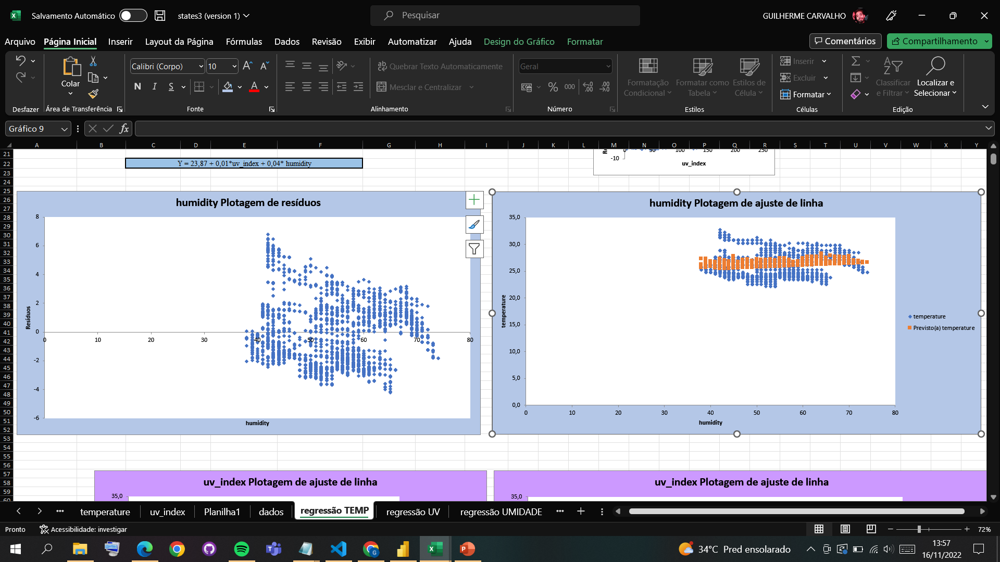 Salvamento Automático
states3 (version 1)
Pesquisar
GUILHERME CARVALHO
Arquivo Página Inicial Inserir Layout da Página Fórmulas Dados Revisão Exibir Automatizar Ajuda Design do Gráfico Formatar
Comentários
Compartilhamento
Colar
Calibri (Corpo) 10
N I S
Quebrar Texto Automaticamente
Mesclar e Centralizar
Geral
% 000
Formatação Condicional
Formatar como Tabela
Estilos de Célula
Inserir
Excluir
Formatar
Classificar e Filtrar
Localizar e Selecionar
Desfazer Área de Transferência Fonte Alinhamento Número Estilos Células Edição
Gráfico 9
fx
A B C D E F G H I J K L M N O P Q R S T U V W X Y
21
22
23
24
25
26
27
28
29
30
31
32
33
34
35
36
37
38
39
40
41
42
43
44
45
46
47
48
49
50
51
52
53
54
55
56
57
58
59
60
Y = 23,87 + 0,01*uv_index + 0,04* humidity
0 50 100 150 200 250
-10
uv_index
humidity Plotagem de resíduos
8
6
4
2
0
-2
-4
-6
Resíduos
0 10 20 30 40 50 60 70 80
humidity
humidity Plotagem de ajuste de linha
35,0
30,0
25,0
20,0
15,0
10,0
5,0
0,0
temperature
0 10 20 30 40 50 60 70 80
humidity
temperature
Previsto(a) temperature
uv_index Plotagem de ajuste de linha
35,0
uv_index Plotagem de ajuste de linha
35,0
temperature uv_index Planilha1 dados regressão TEMP regressão UV regressão UMIDADE
Pronto
Acessibilidade: investigar
72%
34°C Pred ensolarado
13:57
16/11/2022